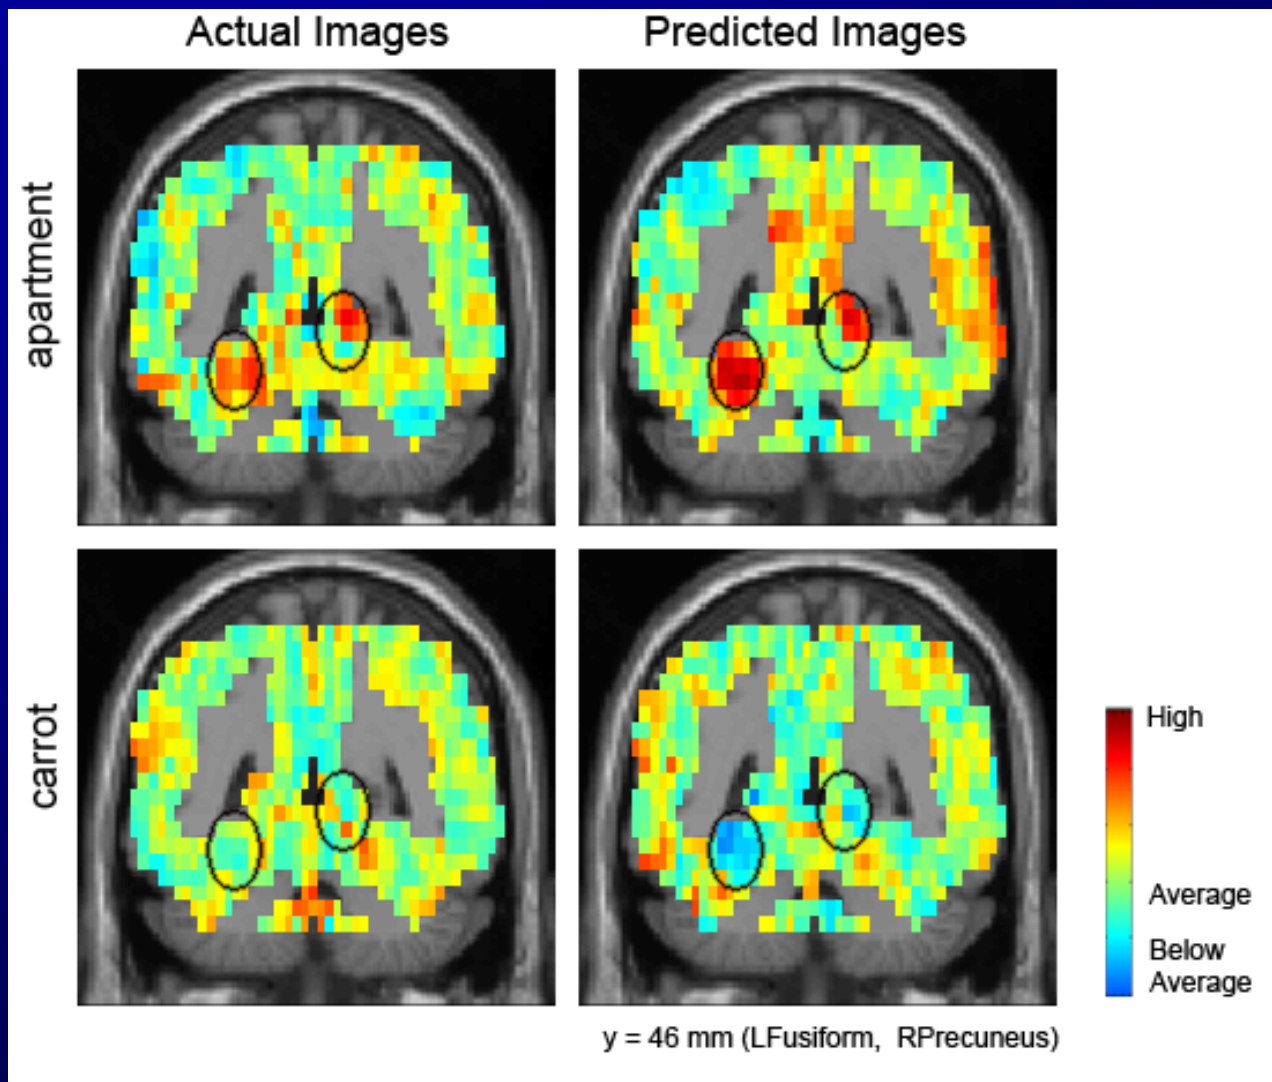 Actual Images
Predicted Images
apartment
carrot
High
Average
Below
Average
y = 46 mm (LFusiform, RPrecuneus)